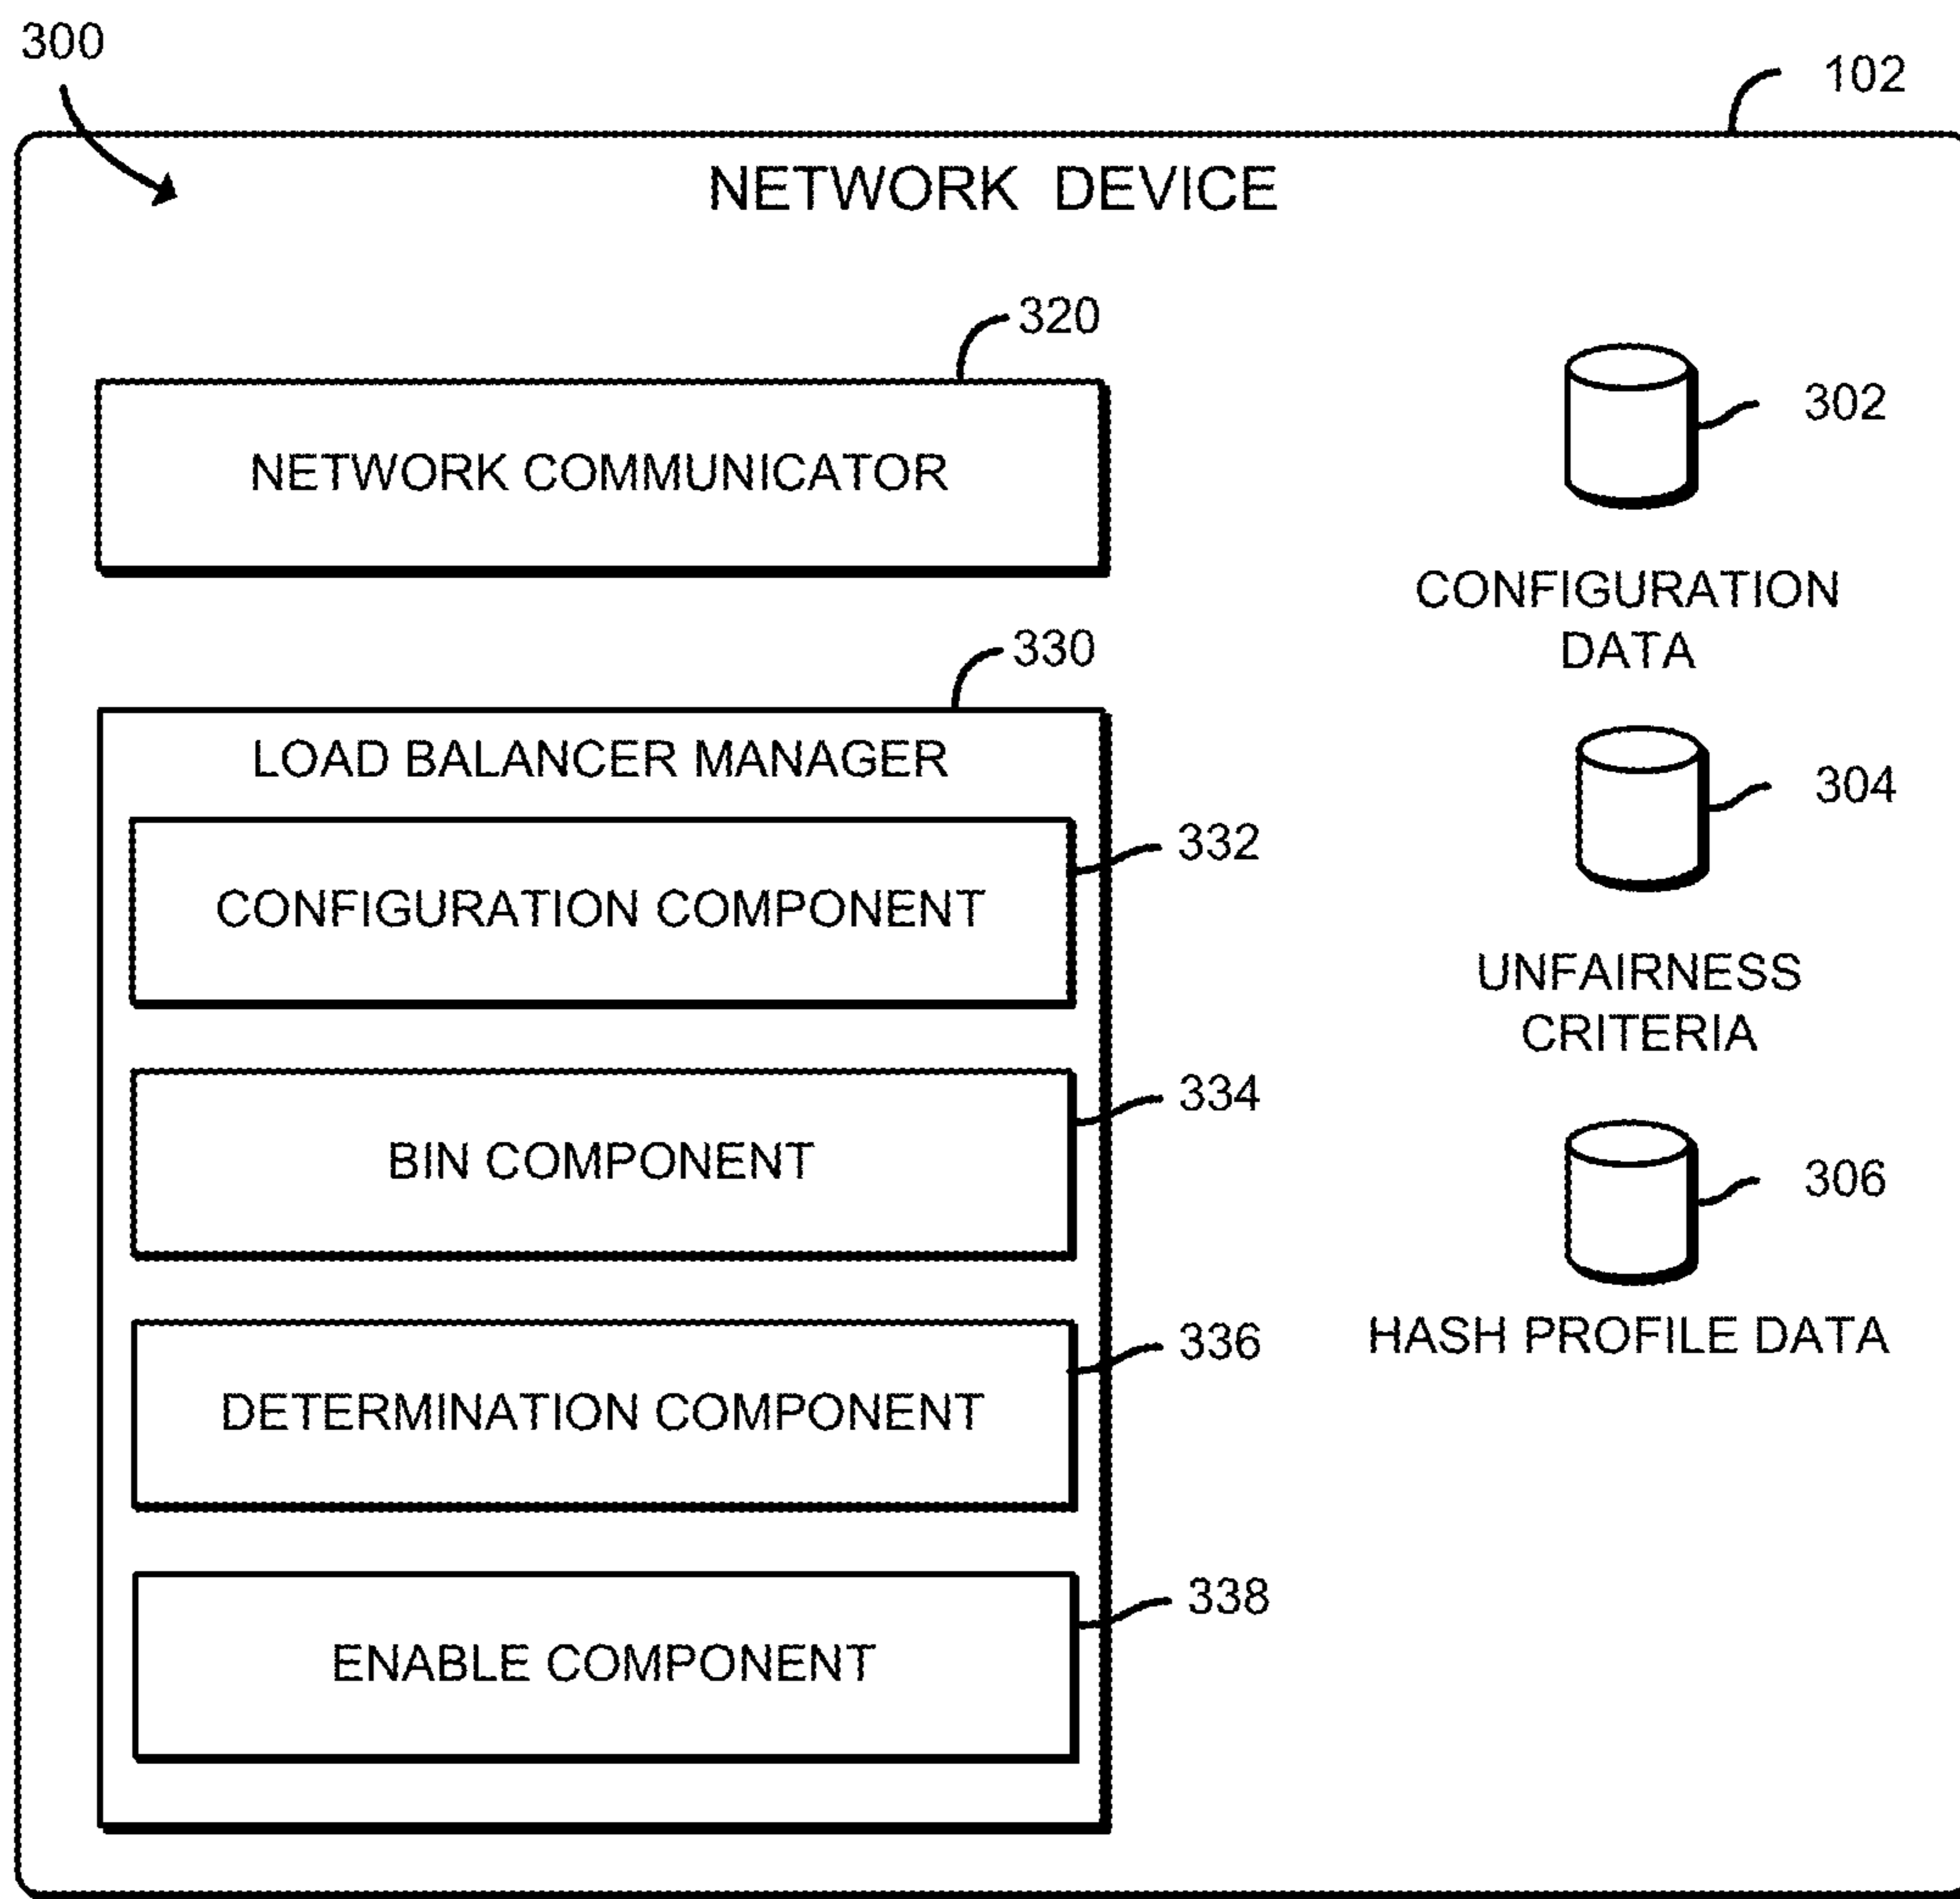 300
102
NETWORK DEVICE
320
NETWORK COMMUNICATOR
302
CONFIGURATION
DATA
330
LOAD BALANCER MANAGER
332
CONFIGURATION COMPONENT
304
UNFAIRNESS
CRITERIA
334
BIN COMPONENT
306
HASH PROFILE DATA
336
DETERMINATION COMPONENT
338
ENABLE COMPONENT